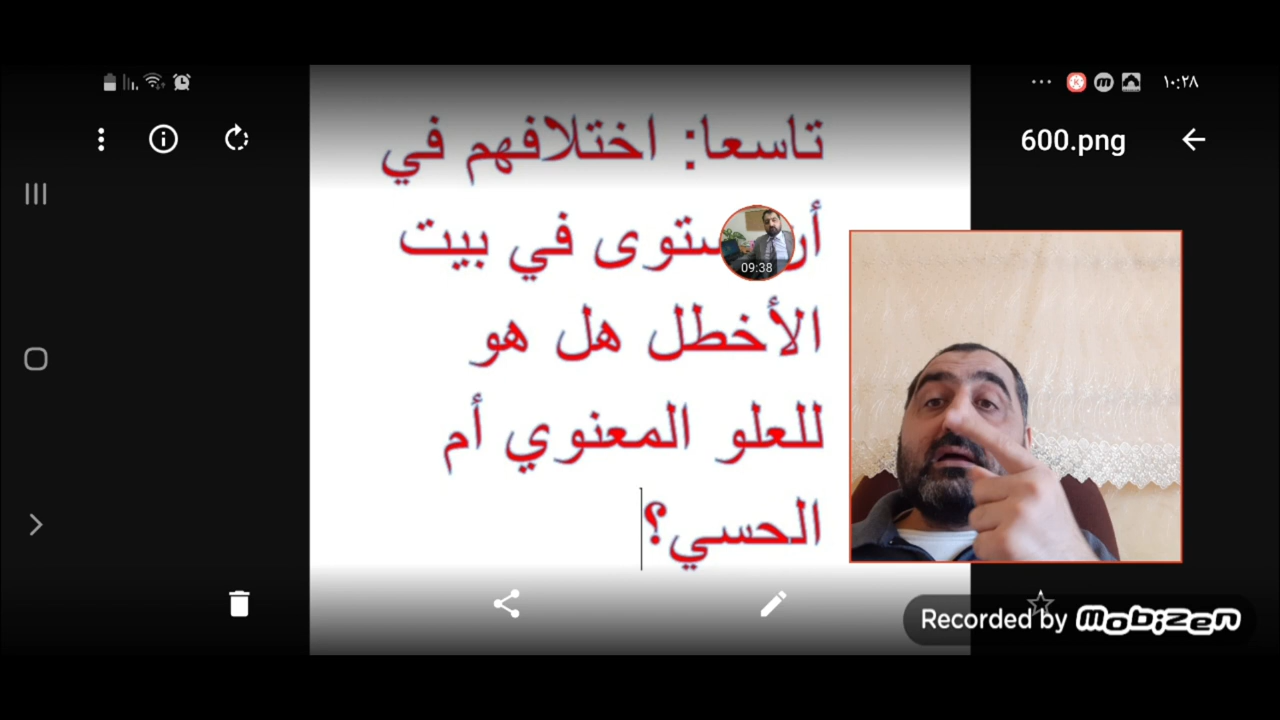 ١٠:٢٨
600.png
تاسعا: اختلافهم في
ستوى في بيت
الأخطل هل هو
للعلو المعنوي أم
الحسي؟
09:38
Recorded by mobizen